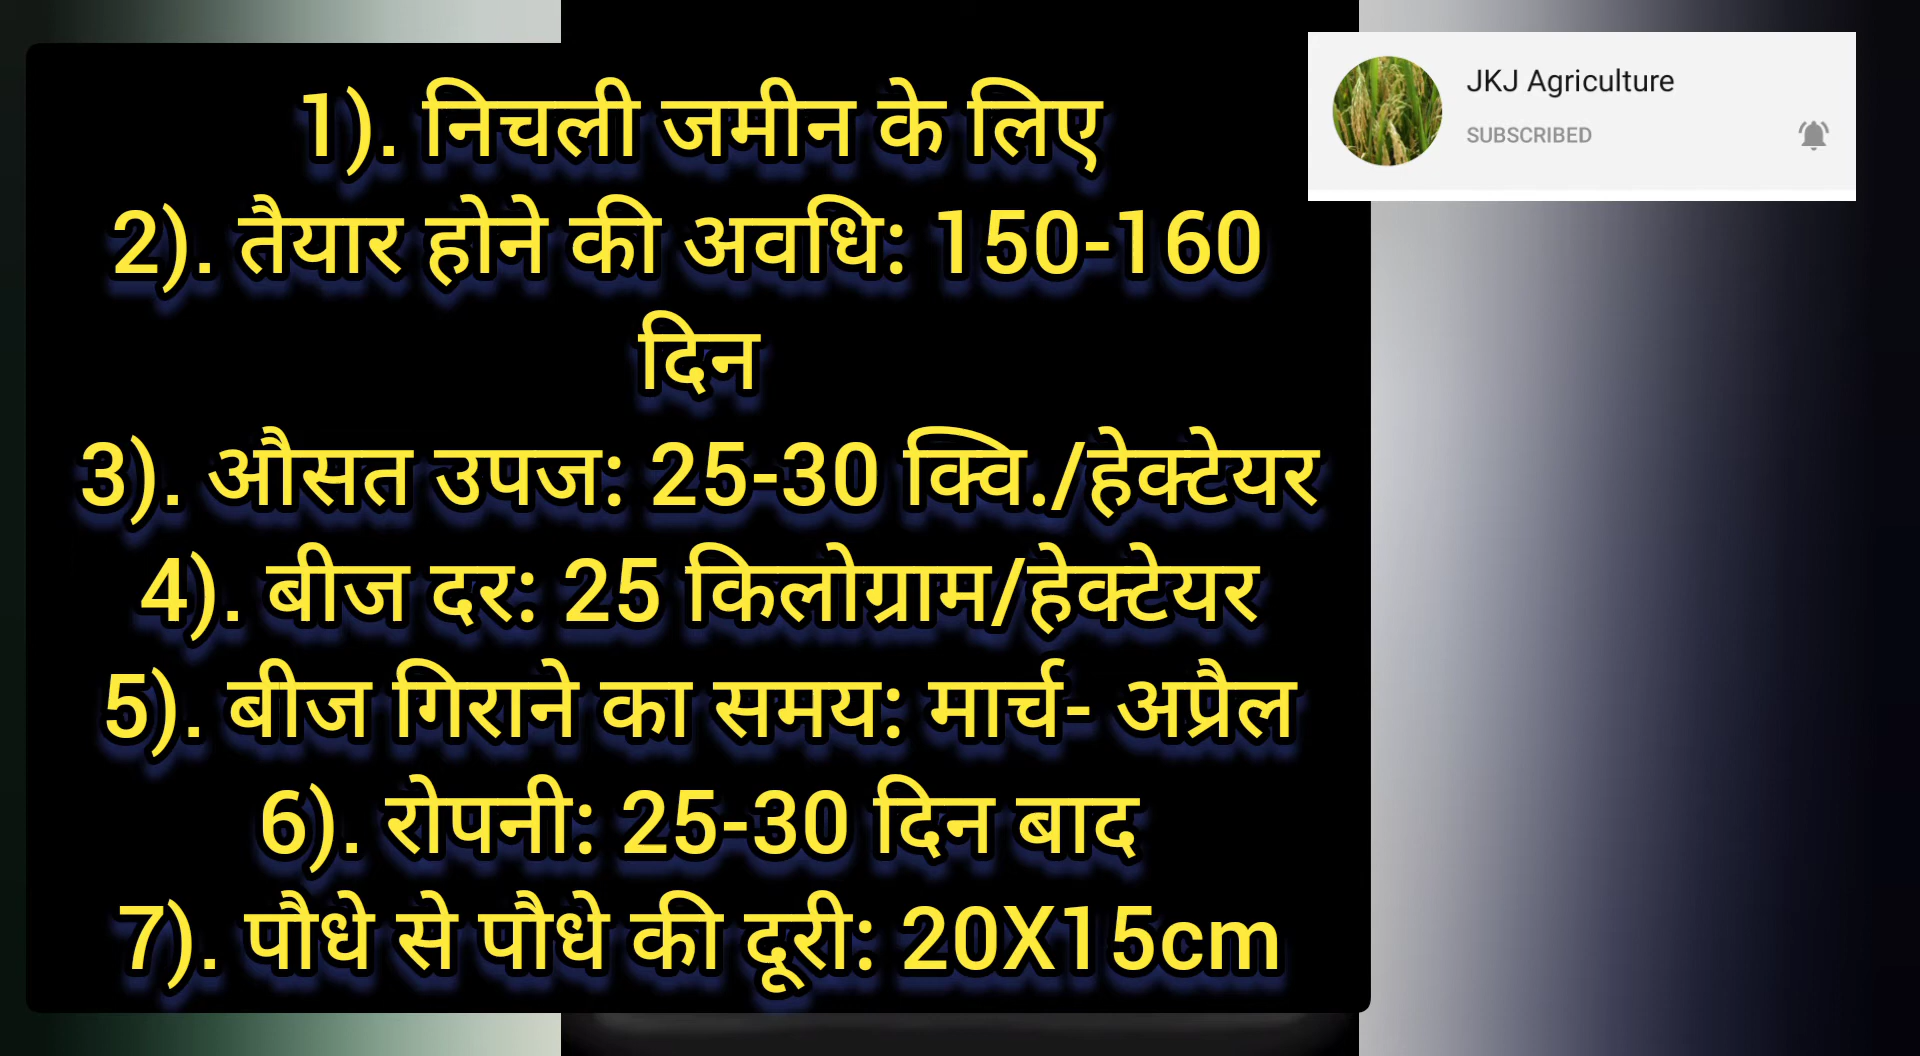 1). निचली जमीन के लिए
2). तैयार होने की अवधि: 150-160
दिन
3). औसत उपज: 25-30 क्वि./हेक्टेयर
4). बीज दर: 25 किलोग्राम/हेक्टेयर
5). बीज गिराने का समय: मार्च- अप्रैल
6). रोपनी: 25-30 दिन बाद
7). पौधे से पौधे की दूरी: 20X15cm
JKJ Agriculture
SUBSCRIBED